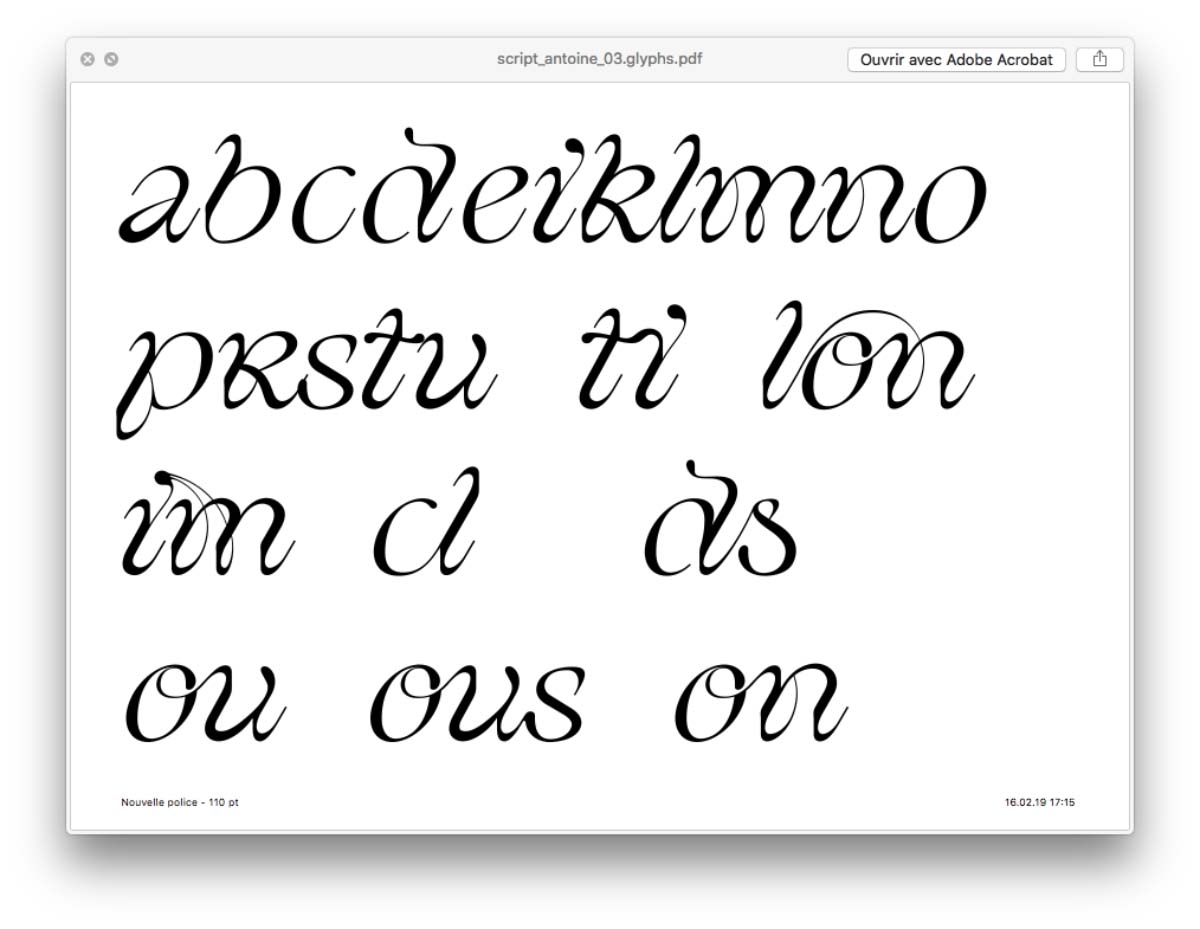 script_antoine_03.glyphs.pdf
Ouvrir avec Adobe Acrobat
abcdeiklmno
prstu ti lon
im cl ds
ou ous on
Nouvelle police - 110 pt
16.02.19 17:15